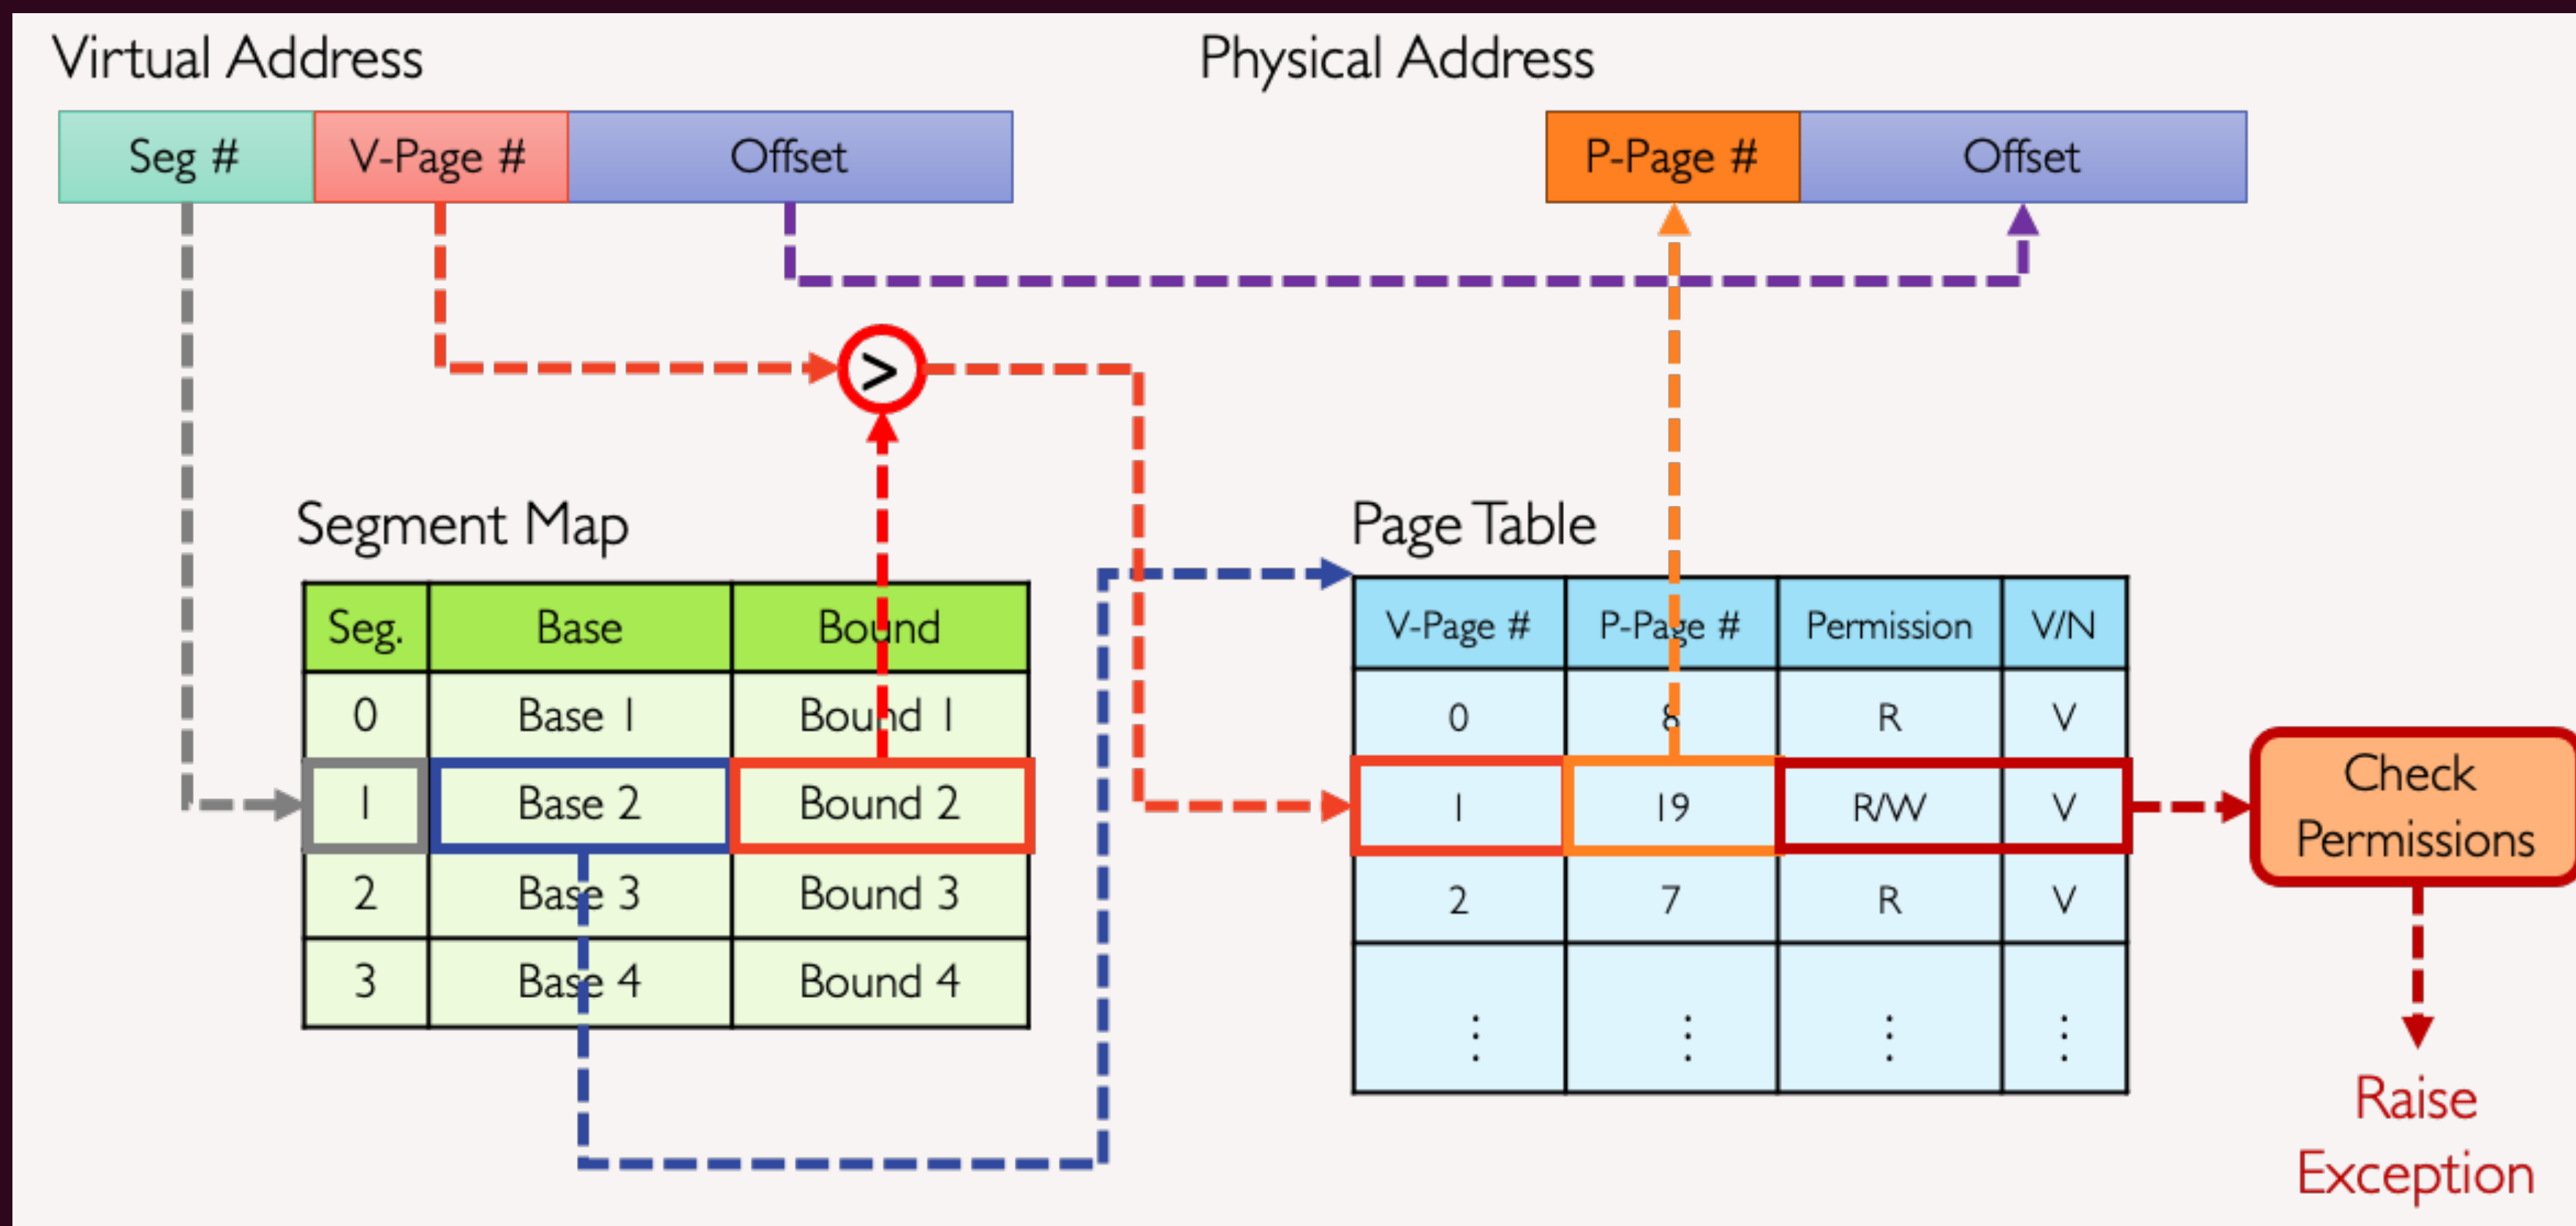 Virtual Address
Physical Address
Seg # V-Page # Offset
P-Page # Offset
>
Segment Map
Seg. Base Bound
0 Base 1 Bound 1
1 Base 2 Bound 2
2 Base 3 Bound 3
3 Base 4 Bound 4
Page Table
V-Page # P-Page # Permission V/N
0 8 R V
1 19 R/W V
2 7 R V
⋮ ⋮ ⋮ ⋮
Check
Permissions
Raise
Exception